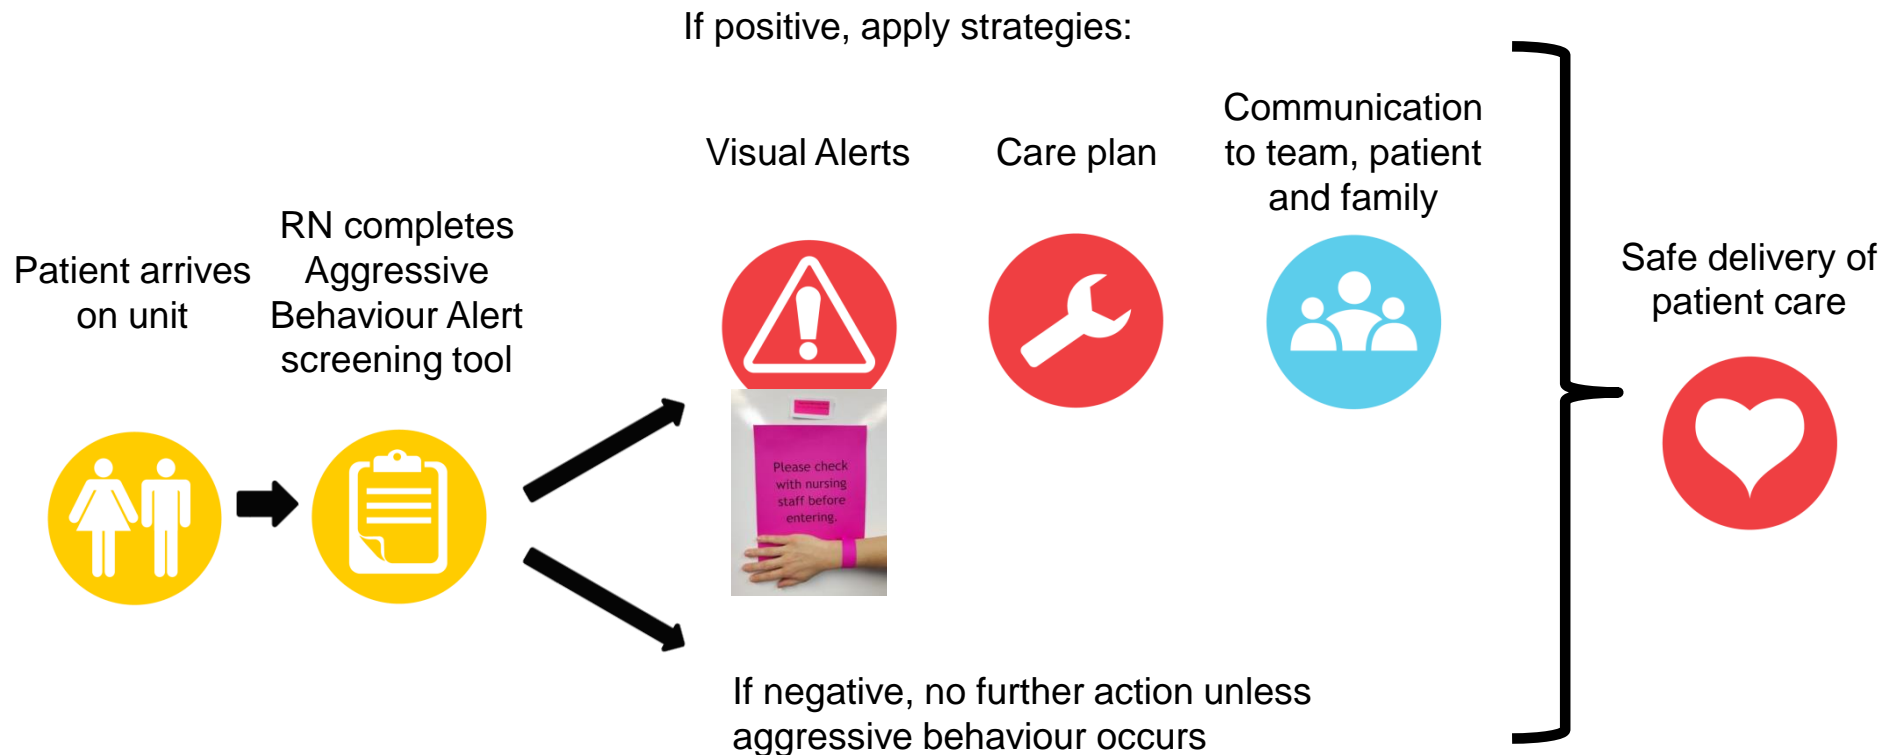 If positive, apply strategies:
Patient arrives
on unit
RN completes
Aggressive
Behaviour Alert
screening tool
Visual Alerts
Care plan
Communication
to team, patient
and family
Please check
with nursing
staff before
entering.
If negative, no further action unless
aggressive behaviour occurs
Safe delivery of
patient care